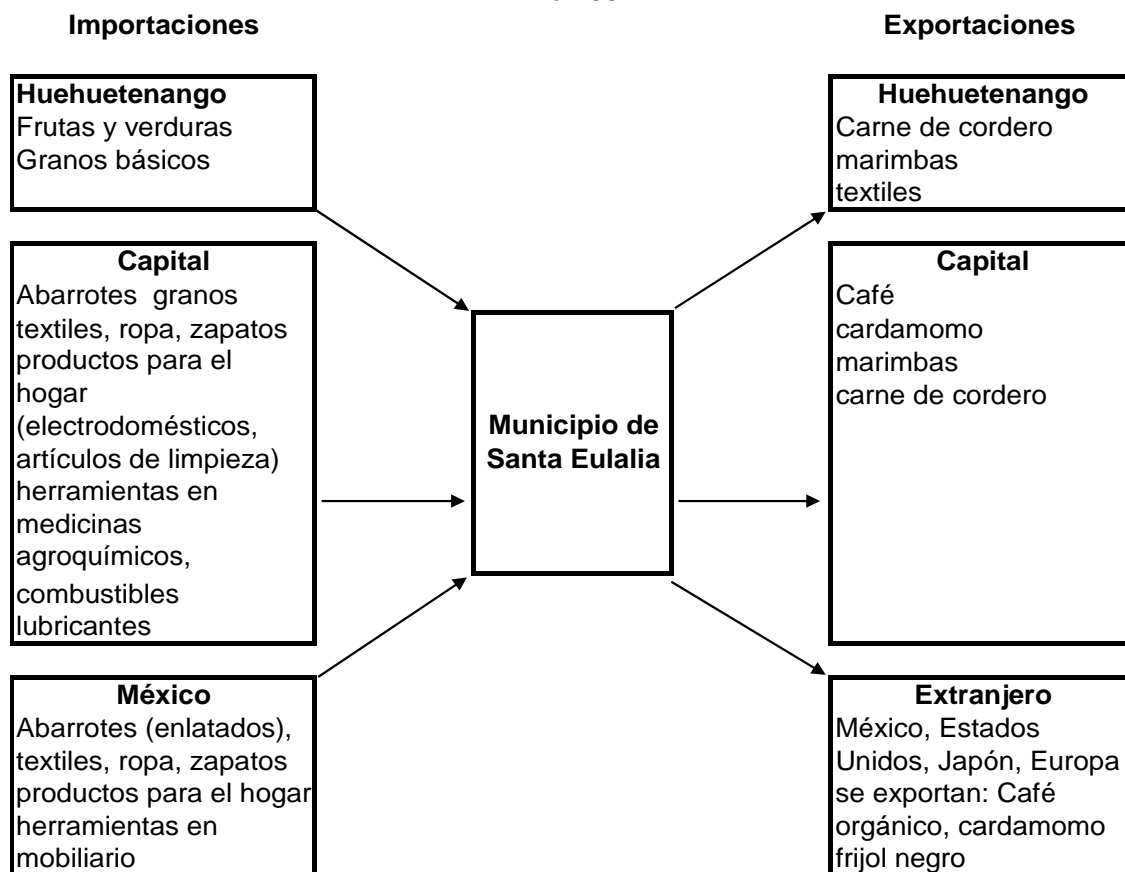 Importaciones
Exportaciones
Huehuetenango
Frutas y verduras
Granos básicos
Capital
Abarrotes granos
textiles, ropa, zapatos
productos para el
hogar
(electrodomésticos,
artículos de limpieza)
herramientas en
medicinas
agroquímicos,
combustibles
lubricantes
México
Abarrotes (enlatados),
textiles, ropa, zapatos
productos para el hogar
herramientas en
mobiliario
Municipio de
Santa Eulalia
Huehuetenango
Carne de cordero
marimbas
textiles
Capital
Café
cardamomo
marimbas
carne de cordero
Extranjero
México, Estados
Unidos, Japón, Europa
se exportan: Café
orgánico, cardamomo
frijol negro